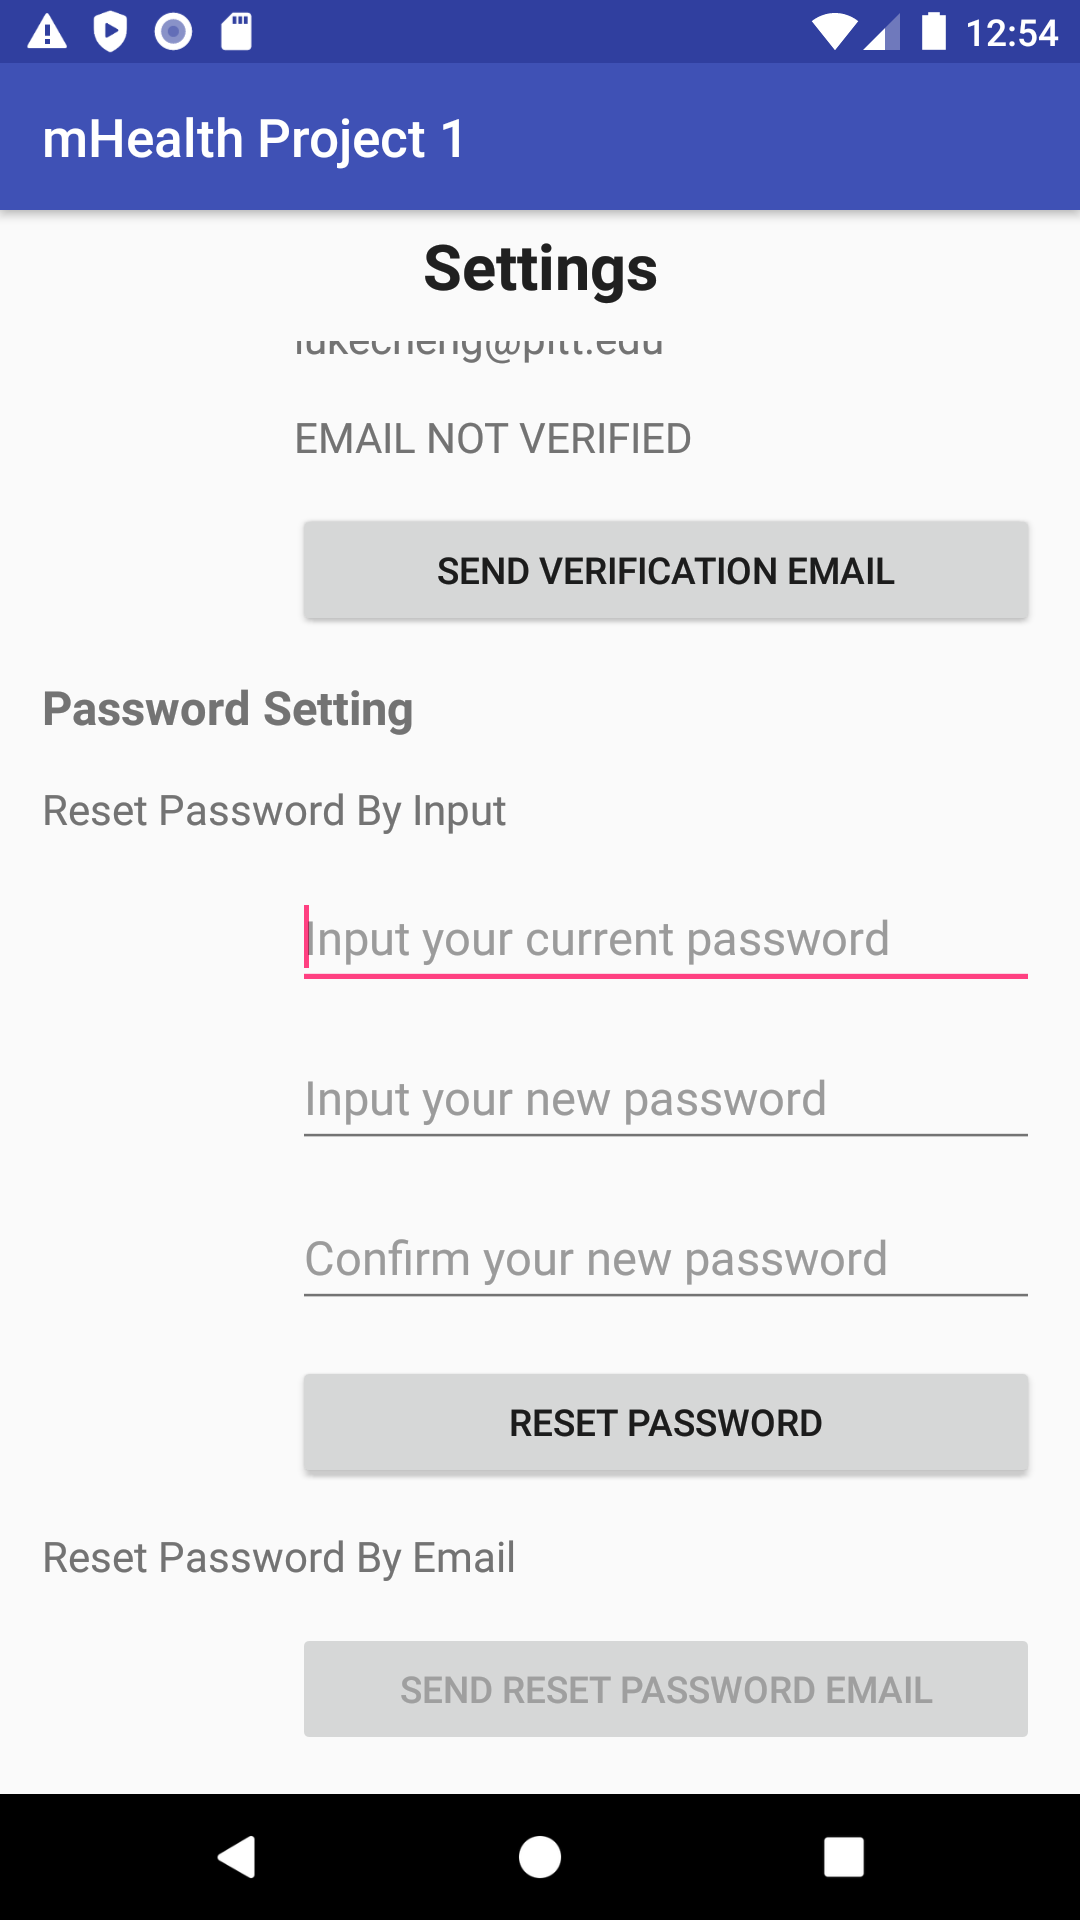 12:54
mHealth Project 1
Settings
lukecheng@pitt.edu
EMAIL NOT VERIFIED
SEND VERIFICATION EMAIL
Password Setting
Reset Password By Input
Input your current password
Input your new password
Confirm your new password
RESET PASSWORD
Reset Password By Email
SEND RESET PASSWORD EMAIL